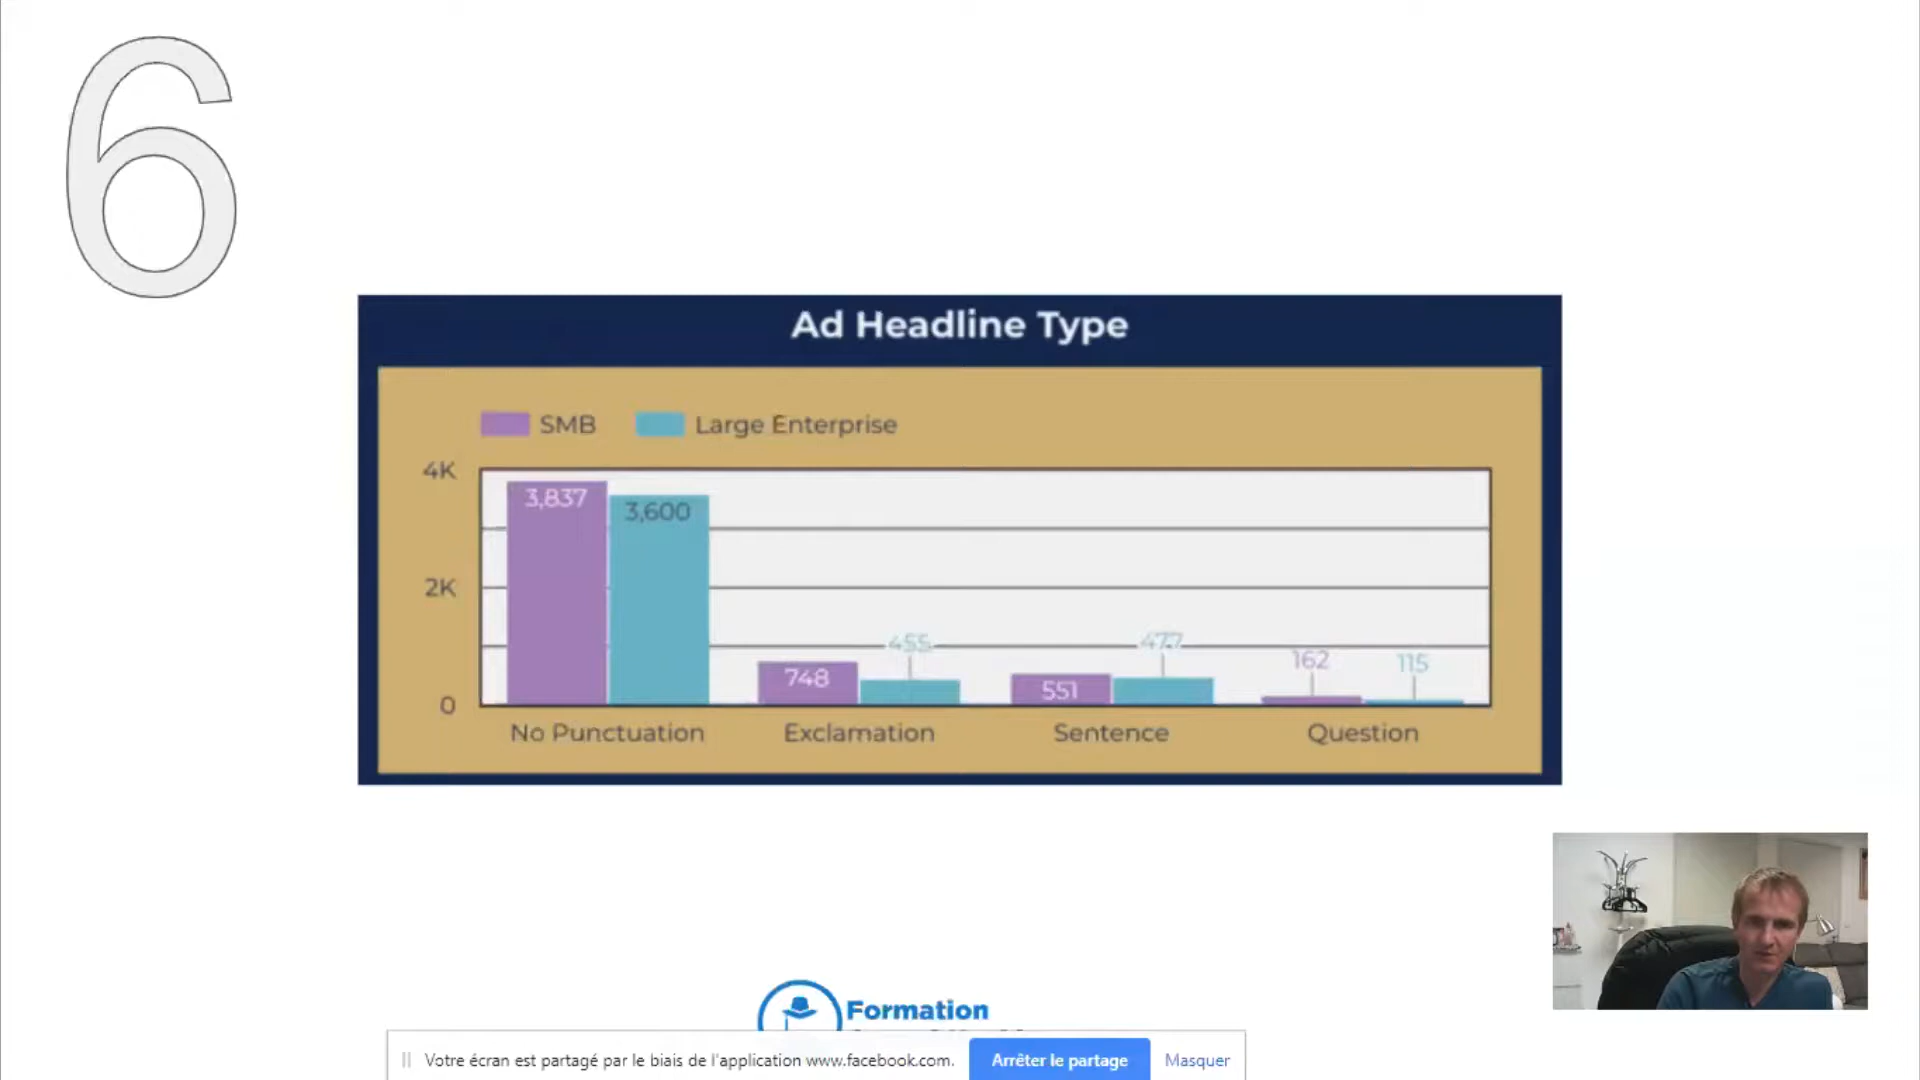 6
Ad Headline Type
SMB Large Enterprise
4K
3,837
3,600
2K
455
477
748
551
162
115
0
No Punctuation Exclamation Sentence Question
Formation
Votre écran est partagé par le biais de l'application www.facebook.com. Arrêter le partage Masquer